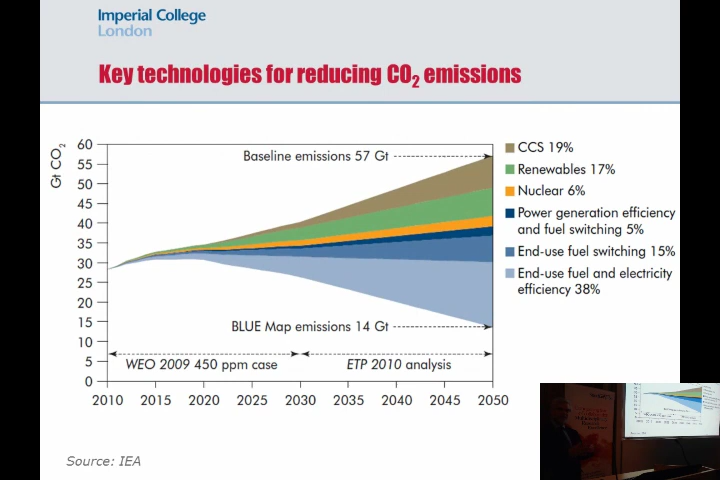 Imperial College
London
Key technologies for reducing CO₂ emissions
Gt CO₂
60
55
50
45
40
35
30
25
20
15
10
5
0
Baseline emissions 57 Gt
BLUE Map emissions 14 Gt
WEO 2009 450 ppm case
ETP 2010 analysis
2010 2015 2020 2025 2030 2035 2040 2045 2050
CCS 19%
Renewables 17%
Nuclear 6%
Power generation efficiency
and fuel switching 5%
End-use fuel switching 15%
End-use fuel and electricity
efficiency 38%
Source: IEA